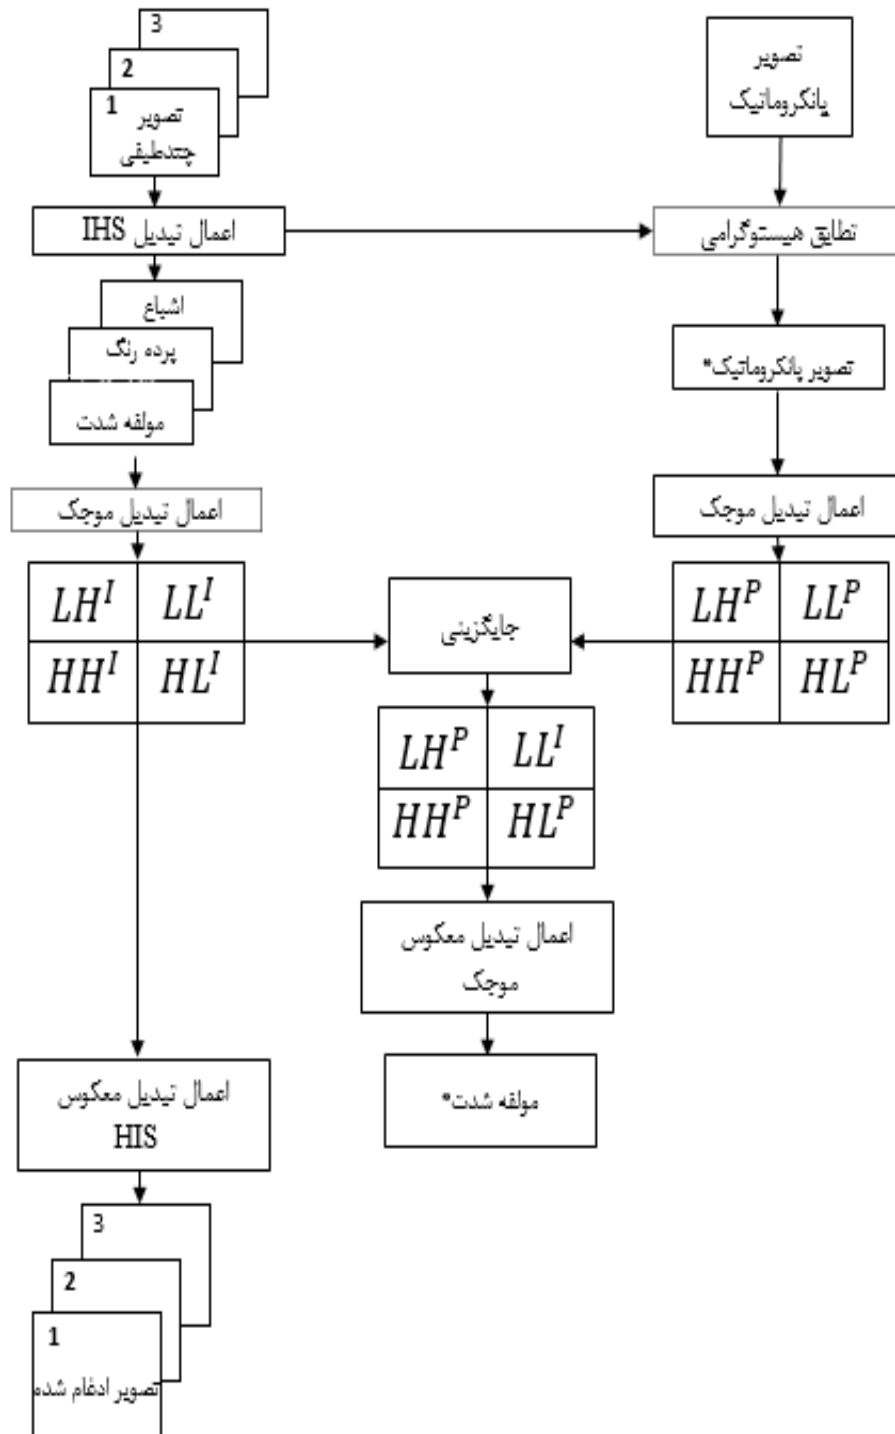 3
2
1
تصویر
چندطیفی
تصویر
پانکروماتیک
اعمال تبدیل IHS
تطابق هیستوگرامی
اشباع
پرده رنگ
مولفه شدت
تصویر پانکروماتیک*
اعمال تبدیل موجک
اعمال تبدیل موجک
LH^I LL^I
HH^I HL^I
جایگزینی
LH^P LL^P
HH^P HL^P
LH^P LL^I
HH^P HL^P
اعمال تبدیل معکوس
موجک
مولفه شدت*
اعمال تبدیل معکوس
HIS
3
2
1
تصویر ادغام شده